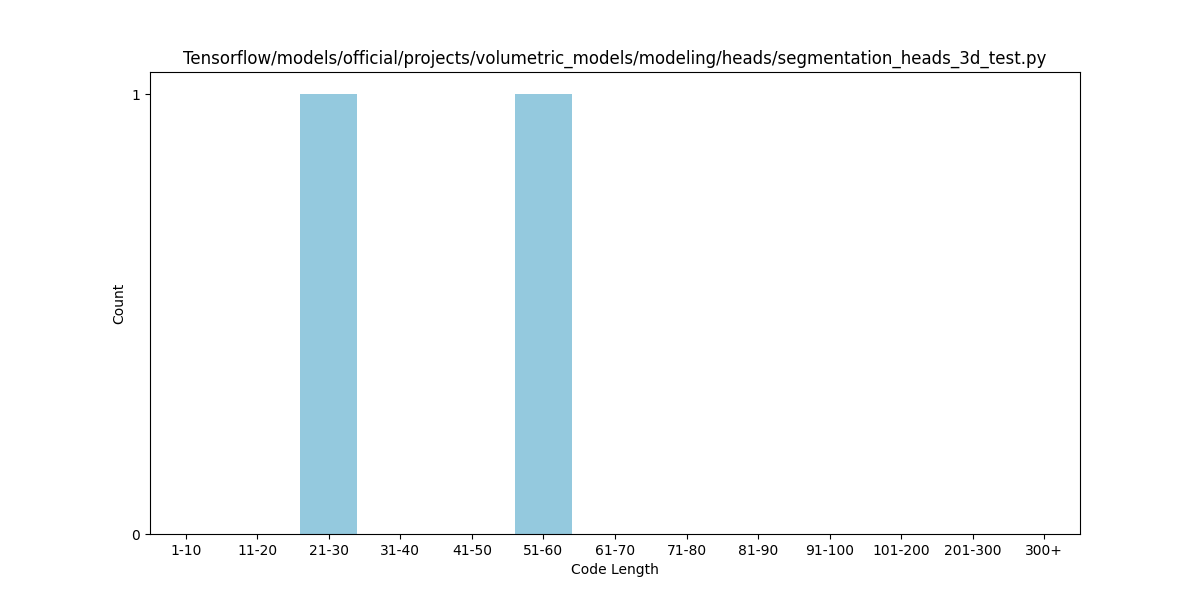 Tensorflow/models/official/projects/volumetric_models/modeling/heads/segmentation_heads_3d_test.py
1
Count
0
1-10 11-20 21-30 31-40 41-50 51-60 61-70 71-80 81-90 91-100 101-200 201-300 300+
Code Length